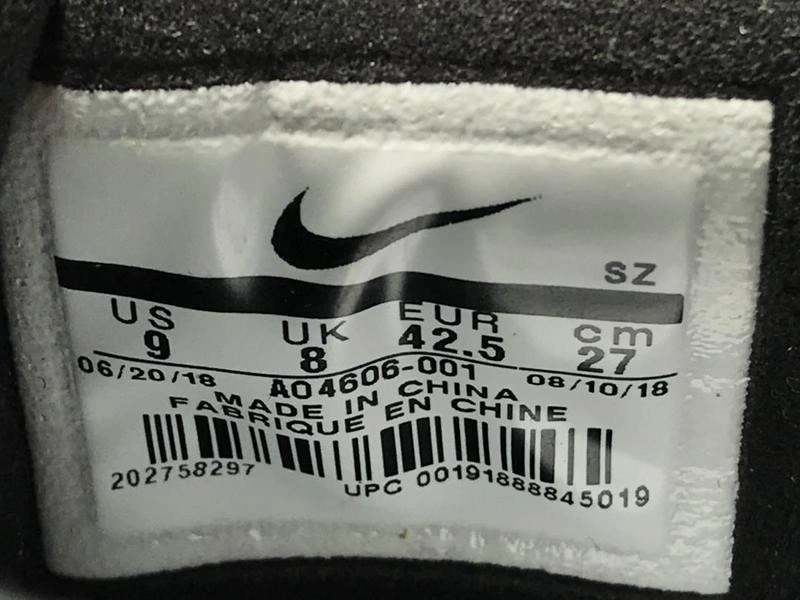 SZ
US UK EUR cm
9 8 42.5 27
06/20/18 AO4606-001 08/10/18
MADE IN CHINA
FABRIQUE EN CHINE
202758297 UPC 00191888845019